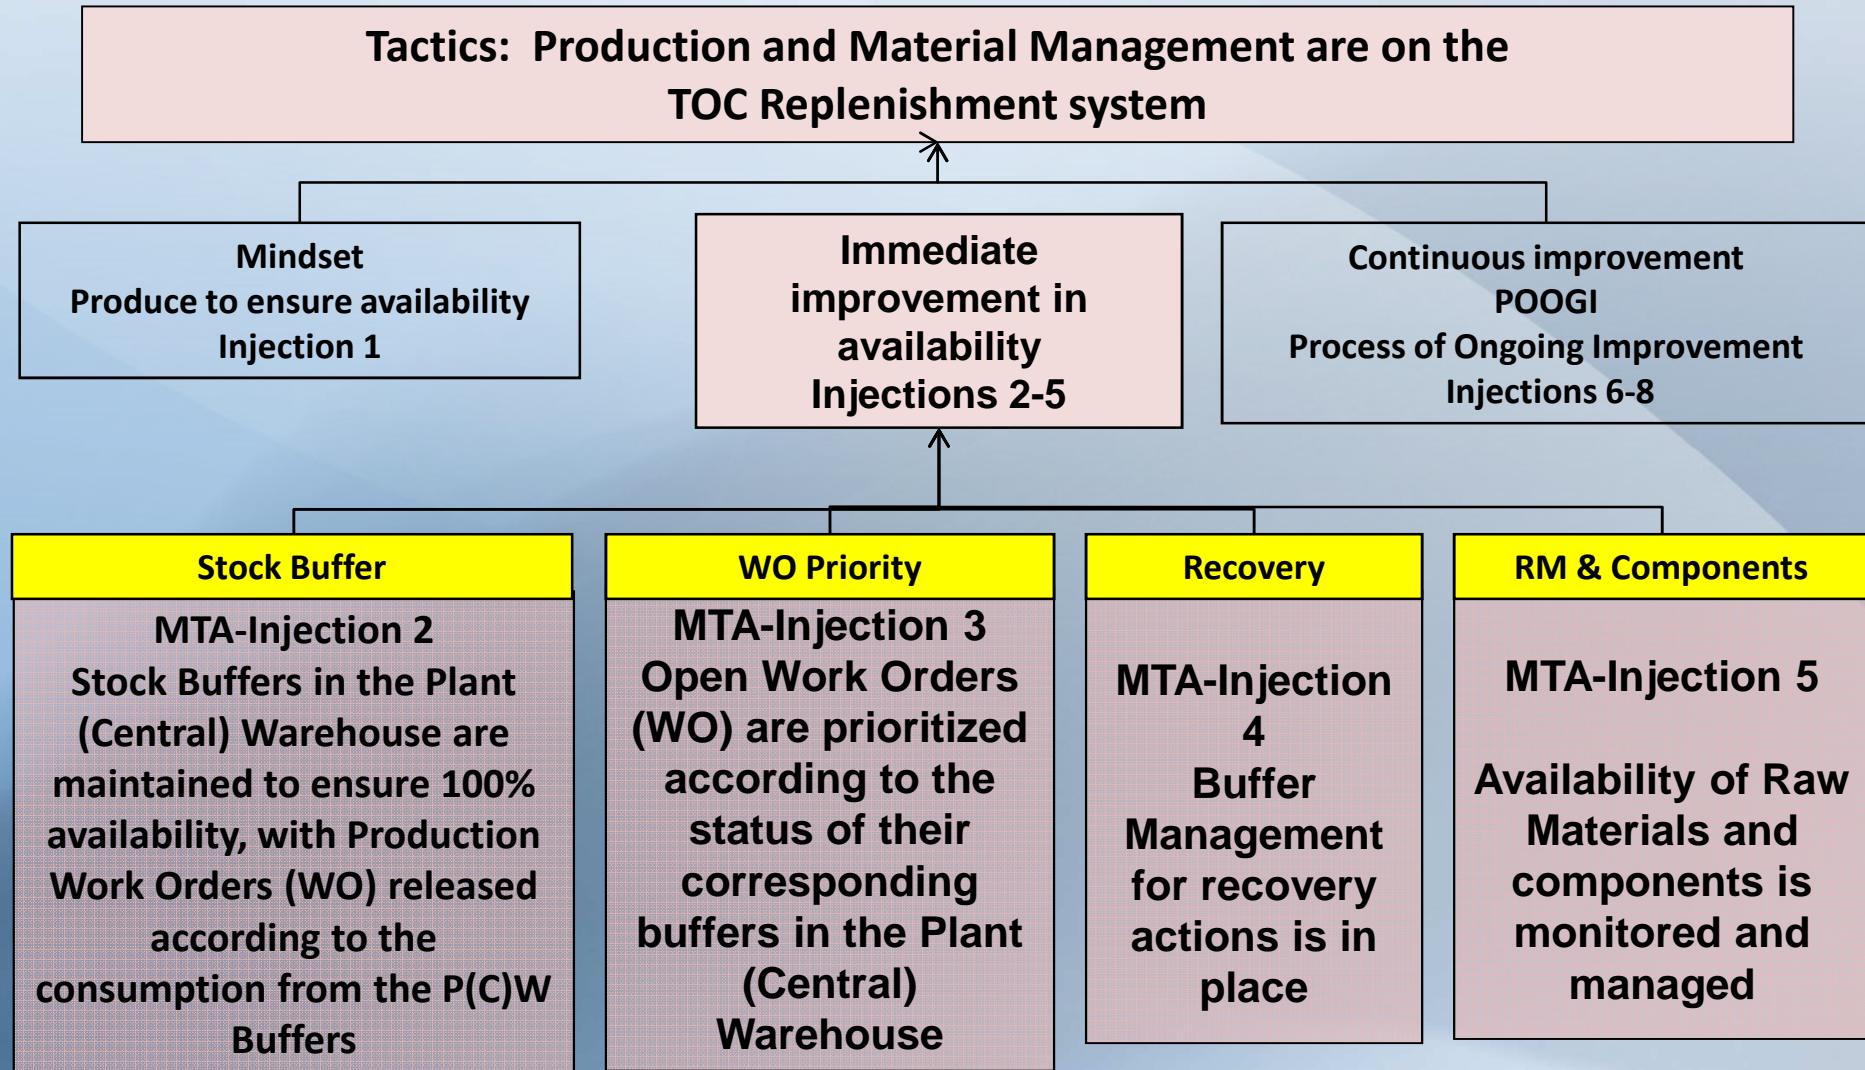 Tactics:  Production and Material Management are on the
TOC Replenishment system
Mindset
Produce to ensure availability
Injection 1
Immediate
improvement in
availability
Injections 2-5
Continuous improvement
POOGI
Process of Ongoing Improvement
Injections 6-8
Stock Buffer
MTA-Injection 2
Stock Buffers in the Plant
(Central) Warehouse are
maintained to ensure 100%
availability, with Production
Work Orders (WO) released
according to the
consumption from the P(C)W
Buffers
WO Priority
MTA-Injection 3
Open Work Orders
(WO) are prioritized
according to the
status of their
corresponding
buffers in the Plant
(Central)
Warehouse
Recovery
MTA-Injection
4
Buffer
Management
for recovery
actions is in
place
RM & Components
MTA-Injection 5
Availability of Raw
Materials and
components is
monitored and
managed